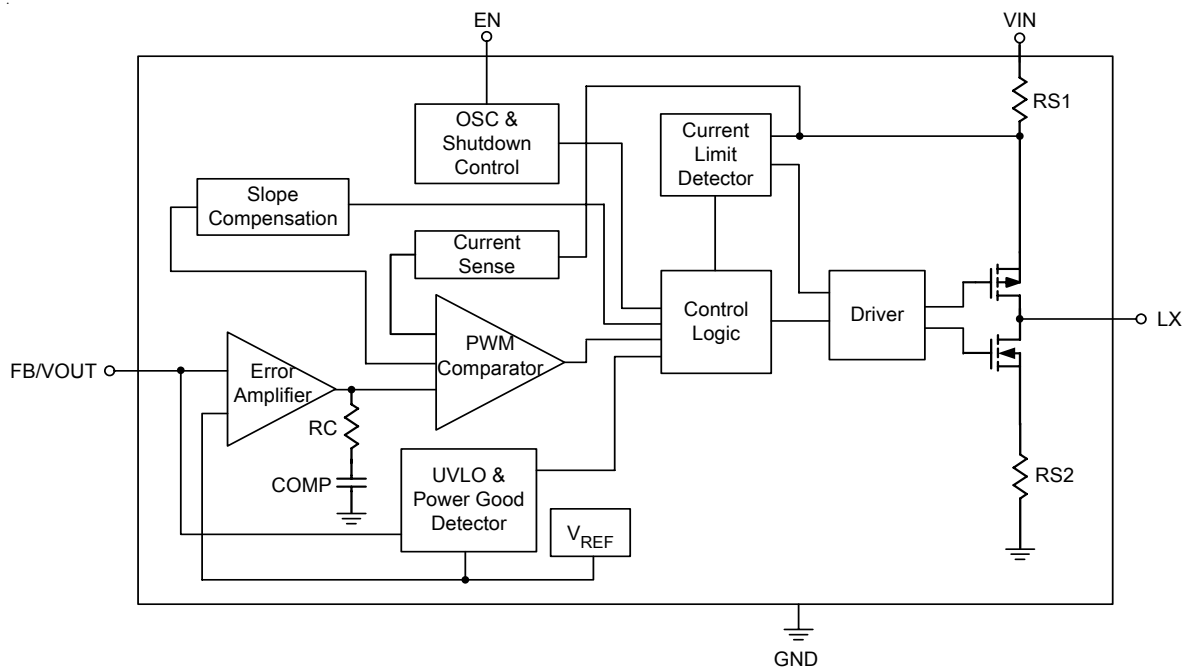 EN
VIN
RS1
OSC &
Shutdown
Control
Current
Limit
Detector
Slope
Compensation
Current
Sense
Control
Logic
Driver
LX
PWM
Comparator
FB/VOUT
Error
Amplifier
RC
COMP
UVLO &
Power Good
Detector
VREF
RS2
GND